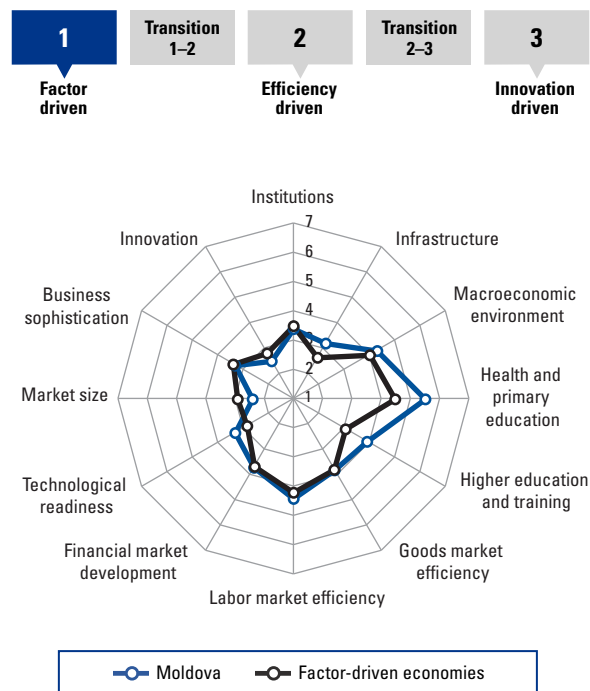 1
Transition
1–2
2
Transition
2–3
3
Factor
driven
Efficiency
driven
Innovation
driven
Institutions
7
Innovation
Infrastructure
6
5
Business
sophistication
Macroeconomic
environment
4
3
2
Market size
1
Health and
primary
education
Technological
readiness
Higher education
and training
Financial market
development
Goods market
efficiency
Labor market efficiency
Moldova
Factor-driven economies